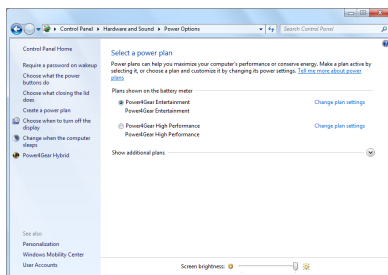 Control Panel ▸ Hardware and Sound ▸ Power Options
Search Control Panel
Control Panel Home
Require a password on wakeup
Choose what the power
buttons do
Choose what closing the lid
does
Create a power plan
Choose when to turn off the
display
Change when the computer
sleeps
Power4Gear Hybrid
See also
Personalization
Windows Mobility Center
User Accounts
Select a power plan
Power plans can help you maximize your computer's performance or conserve energy. Make a plan active by
selecting it, or choose a plan and customize it by changing its power settings. Tell me more about power
plans
Plans shown on the battery meter
Power4Gear Entertainment
Change plan settings
Power4Gear Entertainment
Power4Gear High Performance
Change plan settings
Power4Gear High Performance
Show additional plans
Screen brightness: